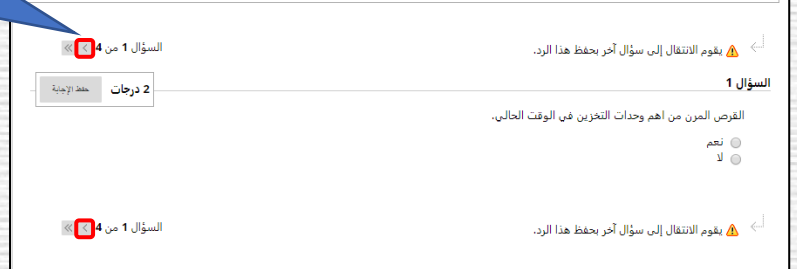 يقوم الانتقال إلى سؤال آخر بحفظ هذا الرد. السؤال 1 من 4 > »
السؤال 1
2 درجات حفظ الإجابة
القرص المرن من اهم وحدات التخزين في الوقت الحالي.
نعم
لا
يقوم الانتقال إلى سؤال آخر بحفظ هذا الرد. السؤال 1 من 4 > »